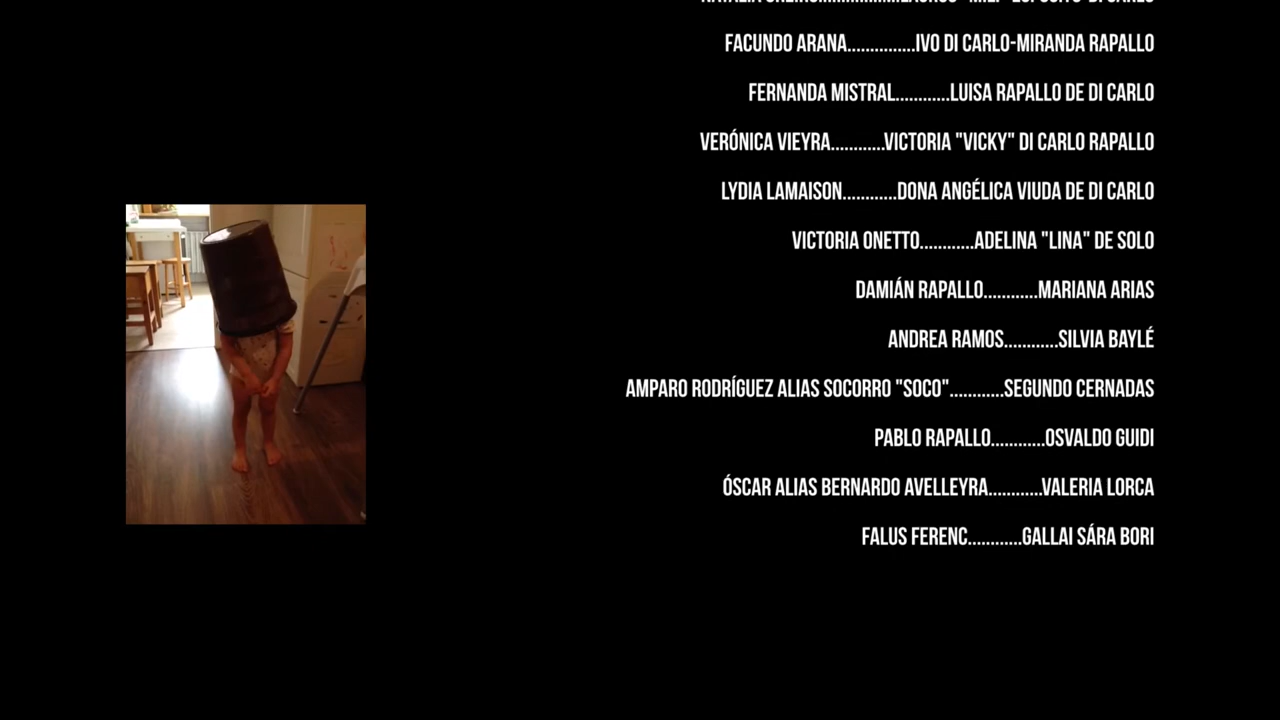 FACUNDO ARANA...............IVO DI CARLO-MIRANDA RAPALLO
FERNANDA MISTRAL............LUISA RAPALLO DE DI CARLO
VERÓNICA VIEYRA............VICTORIA "VICKY" DI CARLO RAPALLO
LYDIA LAMAISON............DONA ANGÉLICA VIUDA DE DI CARLO
VICTORIA ONETTO............ADELINA "LINA" DE SOLO
DAMIÁN RAPALLO............MARIANA ARIAS
ANDREA RAMOS............SILVIA BAYLÉ
AMPARO RODRÍGUEZ ALIAS SOCORRO "SOCO"............SEGUNDO CERNADAS
PABLO RAPALLO............OSVALDO GUIDI
ÓSCAR ALIAS BERNARDO AVELLEYRA............VALERIA LORCA
FALUS FERENC............GALLAI SÁRA BORI